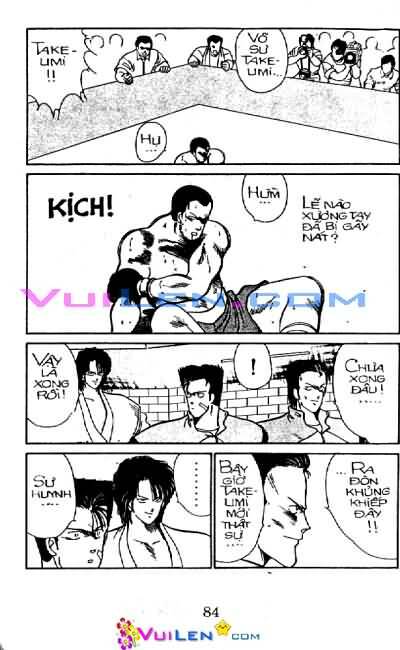 TAKE-
UMI
!!
VÕ
SƯ
TAKE-
UMI...
HỰ
....
KỊCH!
HƯM
....
LẼ NÀO
XƯƠNG TAY
ĐÃ BỊ GÃY
NÁT?
VUILEN.COM
VẬY
LÀ
XONG
RỒI!
!
CHƯA
XONG
ĐÂU!
.....
SƯ
HUYNH
....
.....
BÂY
GIỜ
TAKE-
UMI
MỚI
THẬT
SỰ...
... RA
ĐÒN
KHỦNG
KHIẾP
ĐẤY
!!
84
VUILEN.COM